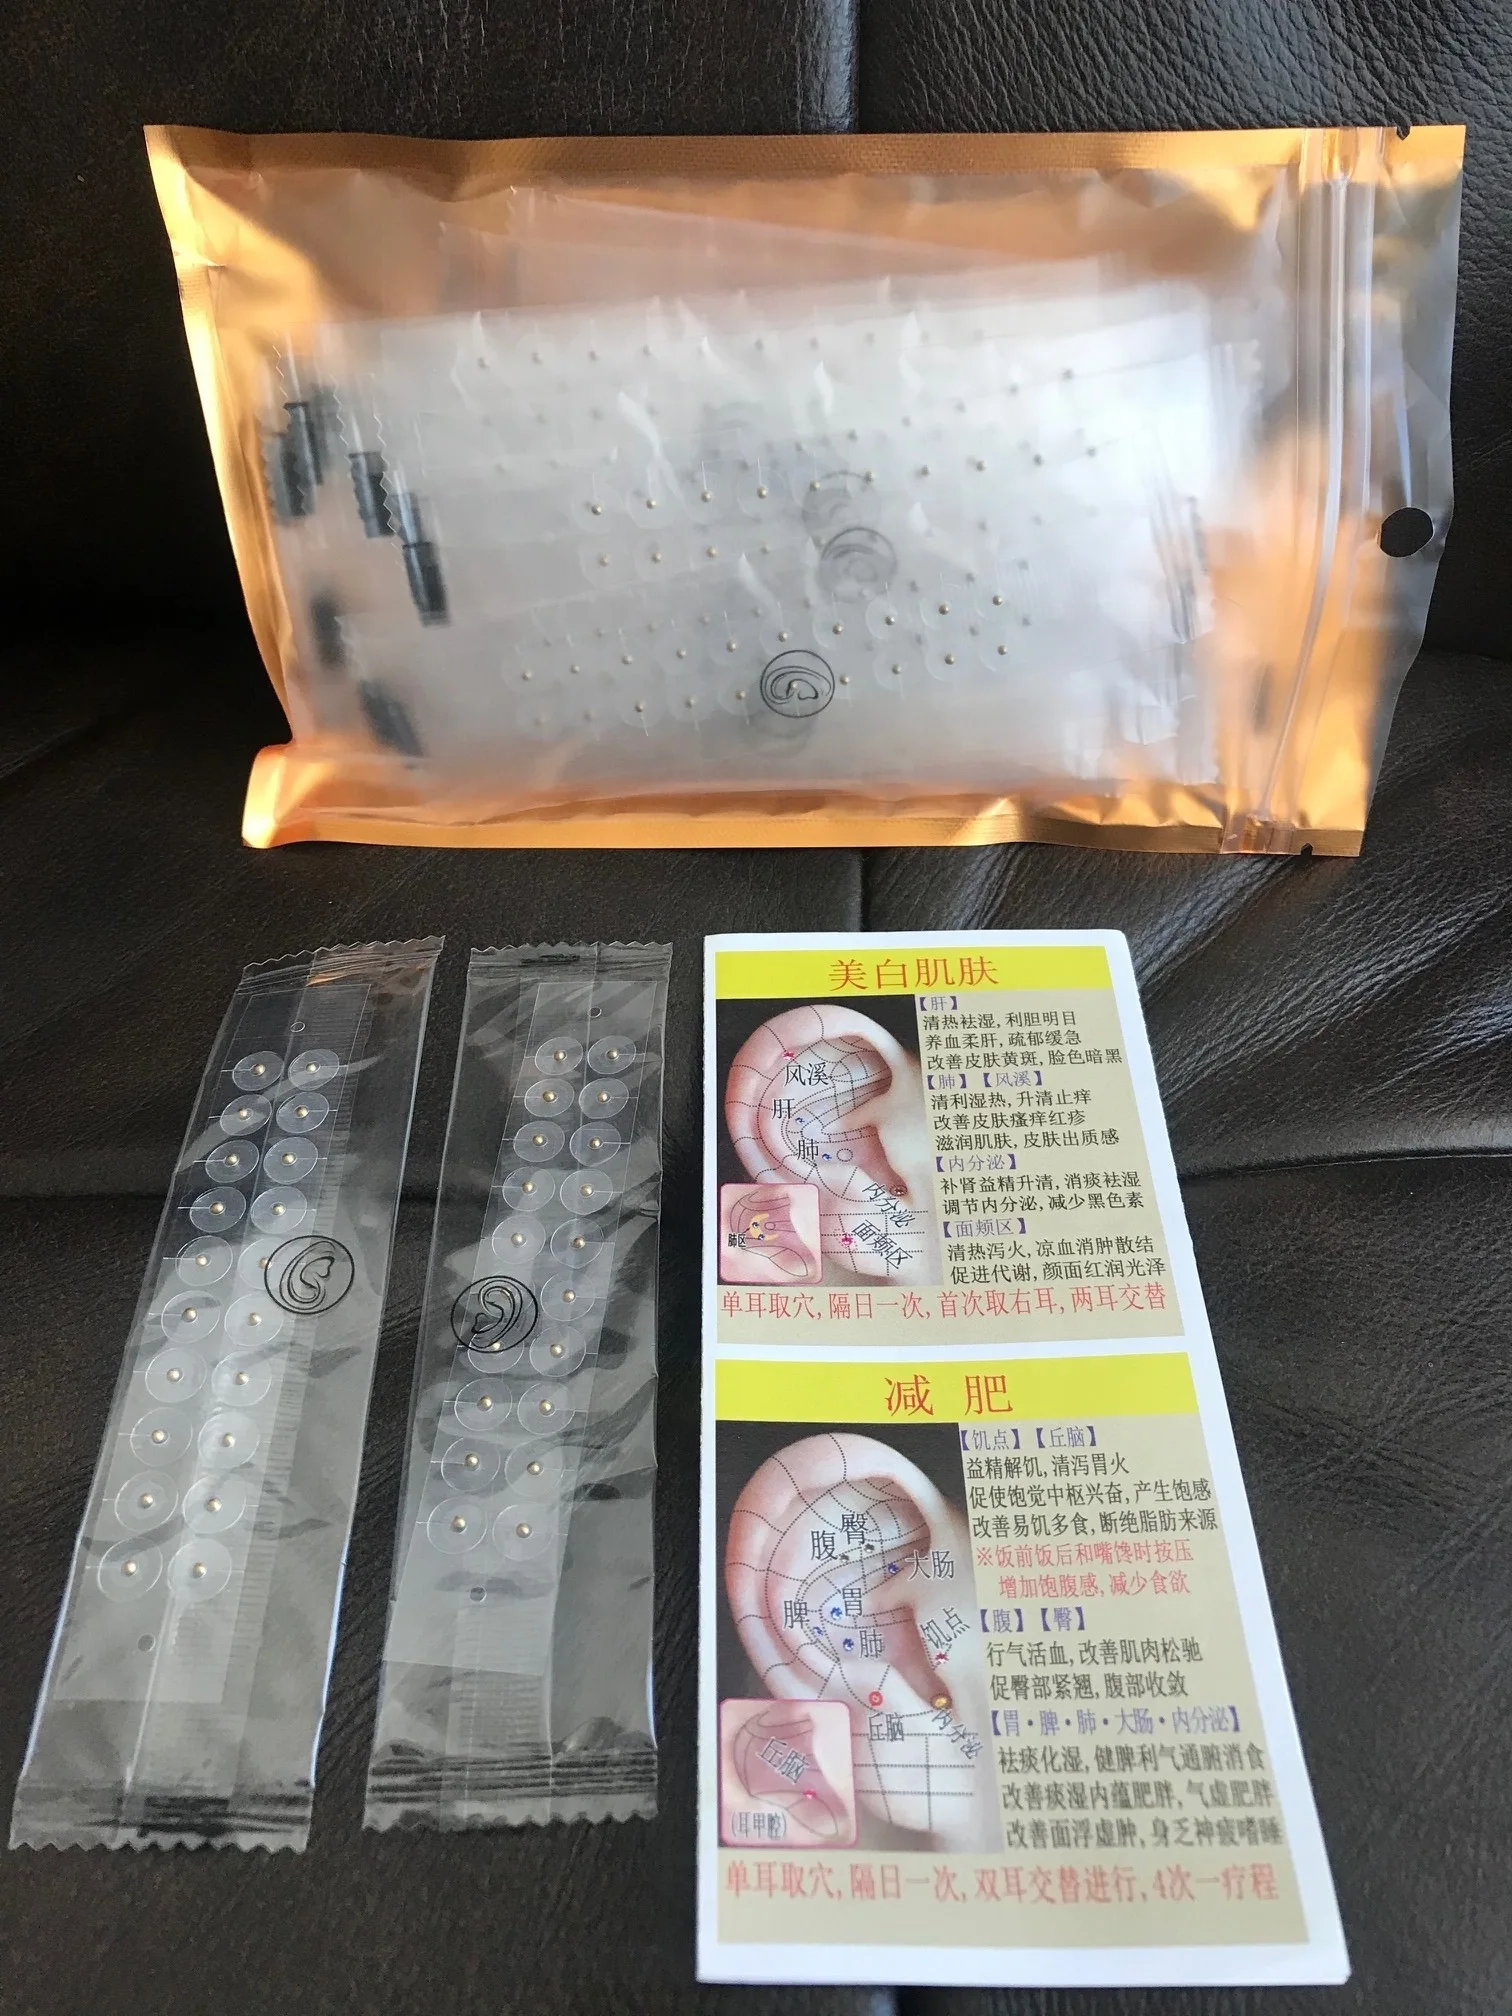 美白肌肤
风溪
肝
肺
内分泌
面颊区
肺区
【肝】
清热祛湿, 利胆明目
养血柔肝, 疏郁缓急
改善皮肤黄斑, 脸色暗黑
【肺】【风溪】
清利湿热, 升清止痒
改善皮肤瘙痒红疹
滋润肌肤, 皮肤出质感
【内分泌】
补肾益精升清, 消痰祛湿
调节内分泌, 减少黑色素
【面颊区】
清热泻火, 凉血消肿散结
促进代谢, 颜面红润光泽
单耳取穴, 隔日一次, 首次取右耳, 两耳交替
减 肥
臀
腹
大肠
胃
脾
肺
饥点
丘脑
内分泌
丘脑
(耳甲腔)
【饥点】【丘脑】
益精解饥, 清泻胃火
促使饱觉中枢兴奋, 产生饱感
改善易饥多食, 断绝脂肪来源
※饭前饭后和嘴馋时按压
增加饱腹感, 减少食欲
【腹】【臀】
行气活血, 改善肌肉松驰
促臀部紧翘, 腹部收敛
【胃·脾·肺·大肠·内分泌】
祛痰化湿, 健脾利气通腑消食
改善痰湿内蕴肥胖, 气虚肥胖
改善面浮虚肿, 身乏神疲嗜睡
单耳取穴, 隔日一次, 双耳交替进行, 4次一疗程